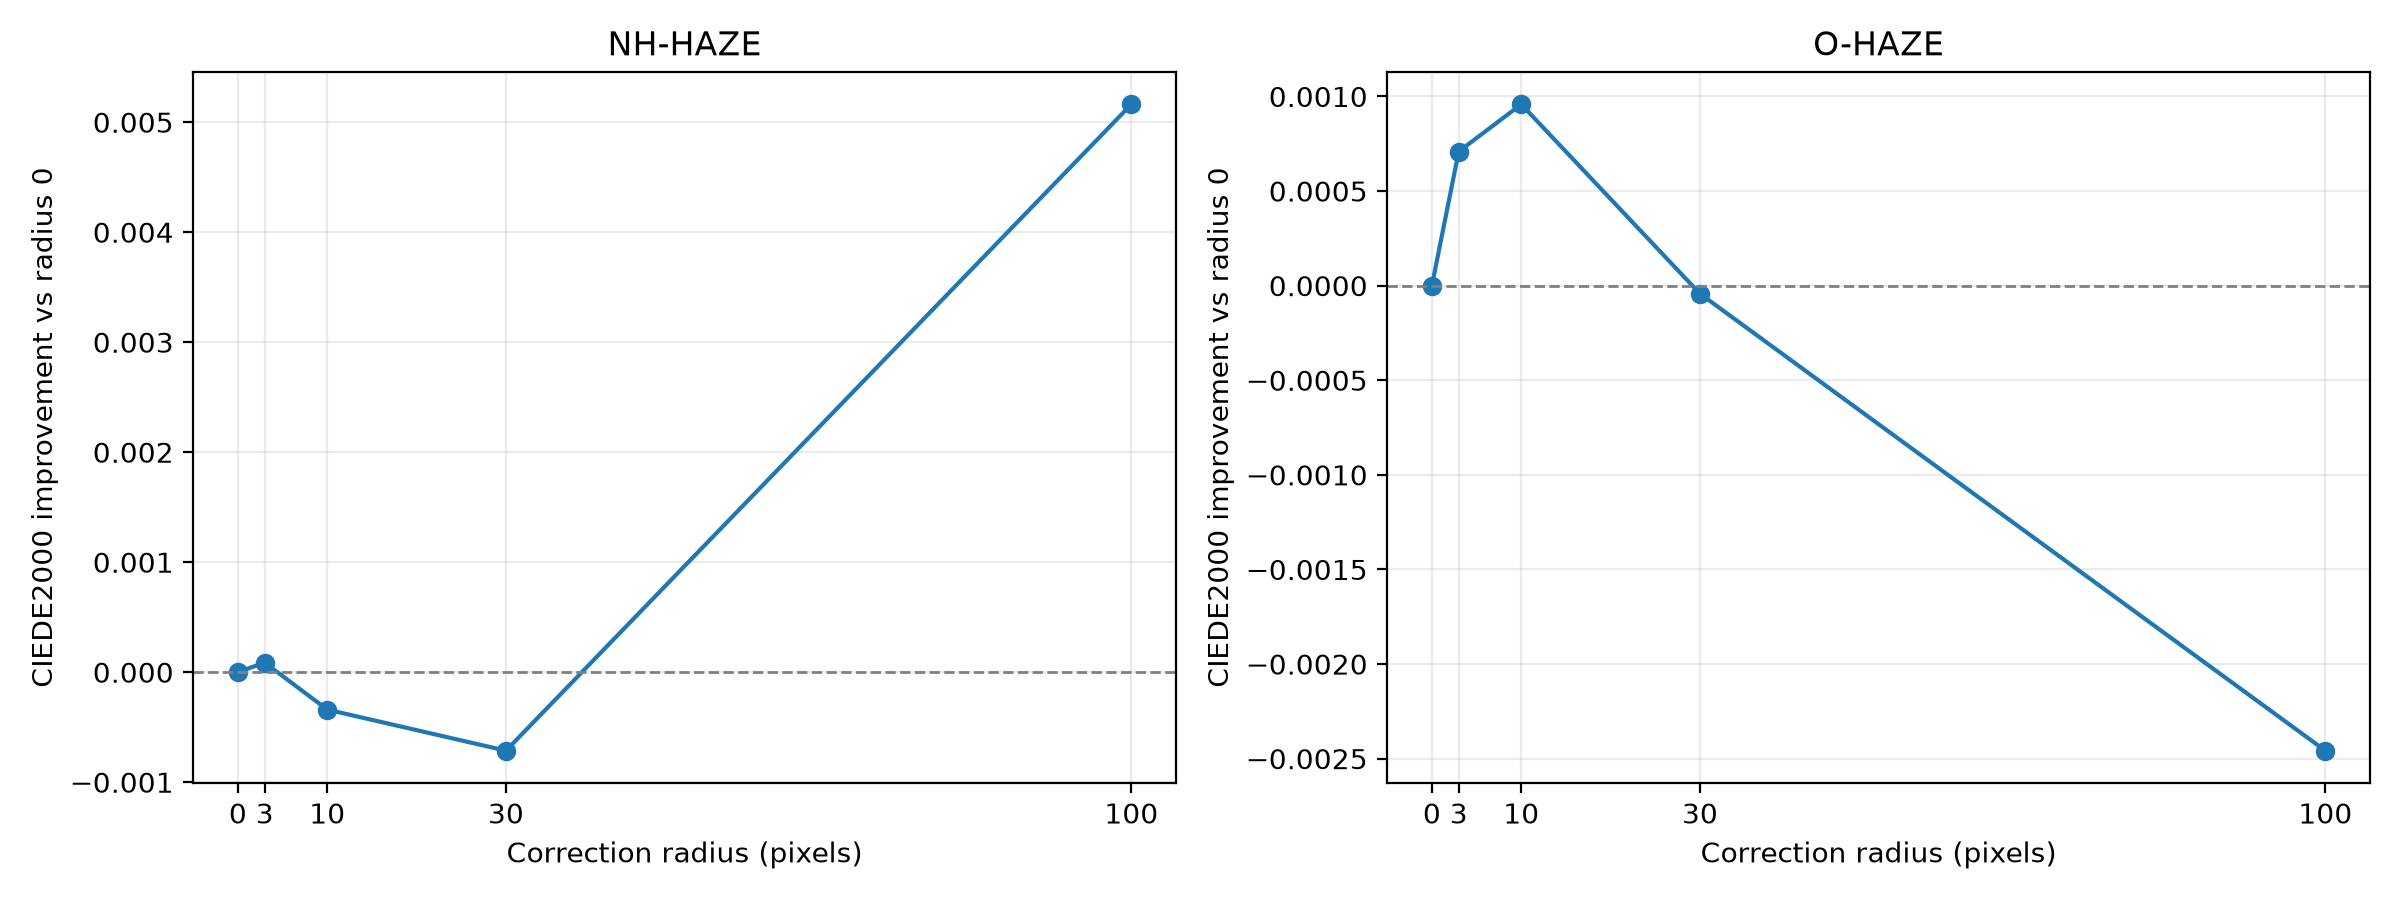 NH-HAZE
CIEDE2000 improvement vs radius 0
0.005
0.004
0.003
0.002
0.001
0.000
−0.001
0 3 10 30 100
Correction radius (pixels)
O-HAZE
CIEDE2000 improvement vs radius 0
0.0010
0.0005
0.0000
−0.0005
−0.0010
−0.0015
−0.0020
−0.0025
0 3 10 30 100
Correction radius (pixels)